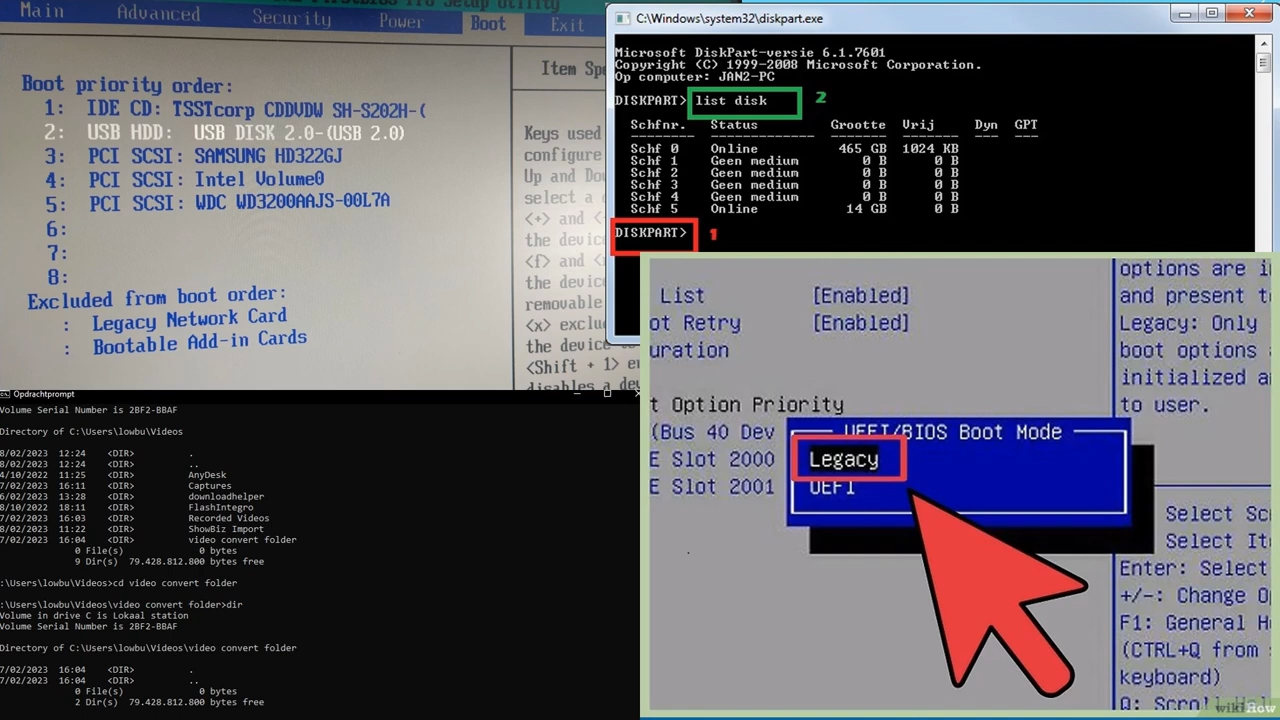 Main Advanced Security Power Boot Exit
Boot priority order:
1: IDE CD: TSSTcorp CDDVDW SH-S202H-(
2: USB HDD: USB DISK 2.0-(USB 2.0)
3: PCI SCSI: SAMSUNG HD322GJ
4: PCI SCSI: Intel Volume0
5: PCI SCSI: WDC WD3200AAJS-00L7A
6:
7:
8:
Excluded from boot order:
: Legacy Network Card
: Bootable Add-in Cards
Item Spe
Keys used
configure
Up and Do
select a
<+> and <
the devic
<f> and <
the devic
removable
<x> exclu
the device
<Shift + 1> e
disables a dev
C:\Windows\system32\diskpart.exe
Microsoft DiskPart-versie 6.1.7601
Copyright (C) 1999-2008 Microsoft Corporation.
Op computer: JAN2-PC
DISKPART> list disk 2
Schfnr. Status Grootte Vrij Dyn GPT
-------- ------------- ------- ------- --- ---
Schf 0 Online 465 GB 1024 KB
Schf 1 Geen medium 0 B 0 B
Schf 2 Geen medium 0 B 0 B
Schf 3 Geen medium 0 B 0 B
Schf 4 Geen medium 0 B 0 B
Schf 5 Online 14 GB 0 B
DISKPART> 1
Opdrachtprompt
Volume Serial Number is 2BF2-BBAF
Directory of C:\Users\lowbu\Videos
8/02/2023 12:24 <DIR> .
8/02/2023 12:24 <DIR> ..
4/10/2022 11:25 <DIR> AnyDesk
7/02/2023 16:11 <DIR> Captures
6/02/2023 13:28 <DIR> downloadhelper
8/10/2022 18:11 <DIR> FlashIntegro
7/02/2023 16:03 <DIR> Recorded Videos
8/02/2023 11:22 <DIR> ShowBiz Import
7/02/2023 16:04 <DIR> video convert folder
0 File(s) 0 bytes
9 Dir(s) 79.428.812.800 bytes free
:\Users\lowbu\Videos>cd video convert folder
:\Users\lowbu\Videos\video convert folder>dir
Volume in drive C is Lokaal station
Volume Serial Number is 2BF2-BBAF
Directory of C:\Users\lowbu\Videos\video convert folder
7/02/2023 16:04 <DIR> .
7/02/2023 16:04 <DIR> ..
0 File(s) 0 bytes
2 Dir(s) 79.428.812.800 bytes free
List [Enabled]
ot Retry [Enabled]
uration
t Option Priority
(Bus 40 Dev
E Slot 2000
E Slot 2001
UEFI/BIOS Boot Mode
Legacy
UEFI
options are i
and present t
Legacy: Only
boot options
initialized a
to user.
Select Sc
Select Ite
Enter: Select
+/-: Change Op
F1: General H
(CTRL+Q from
keyboard)
Q: Scroll
wikiHow